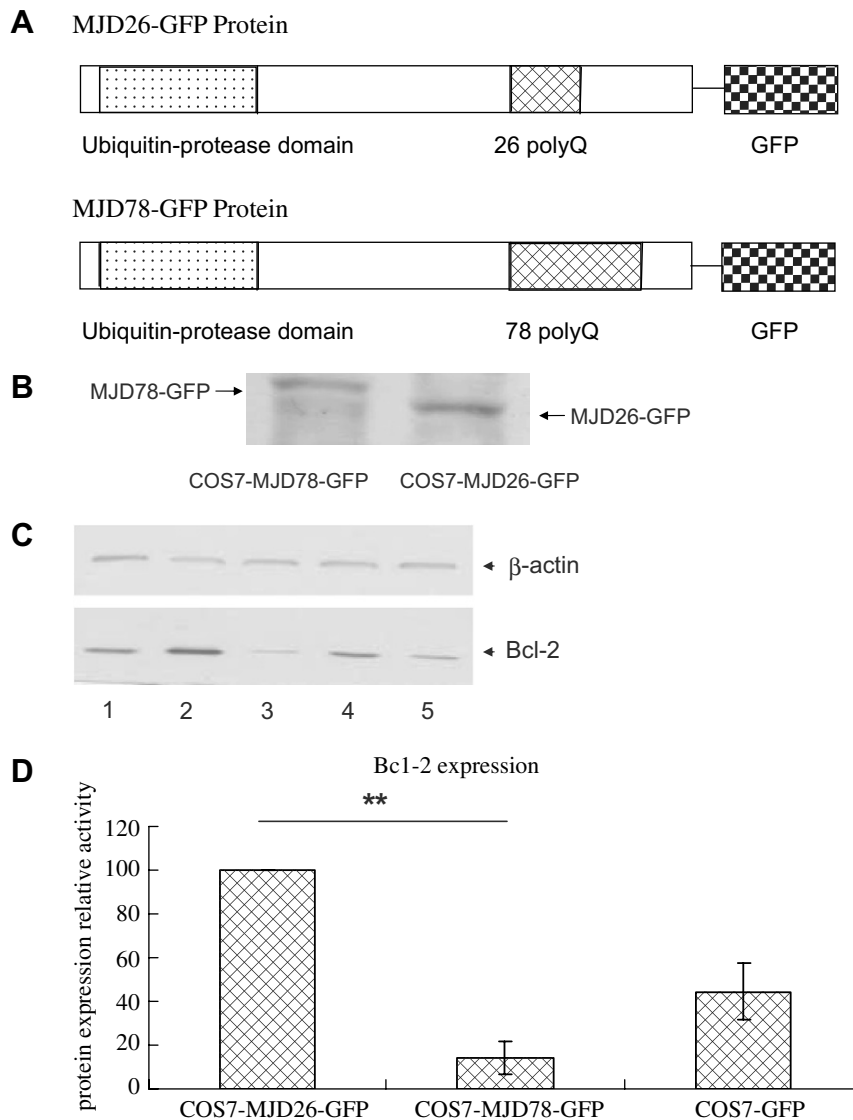 A MJD26-GFP Protein
Ubiquitin-protease domain 26 polyQ GFP
MJD78-GFP Protein
Ubiquitin-protease domain 78 polyQ GFP
B MJD78-GFP MJD26-GFP
COS7-MJD78-GFP COS7-MJD26-GFP
C β-actin
Bcl-2
1 2 3 4 5
D Bc1-2 expression
**
protein expression relative activity
120
100
80
60
40
20
0
COS7-MJD26-GFP COS7-MJD78-GFP COS7-GFP